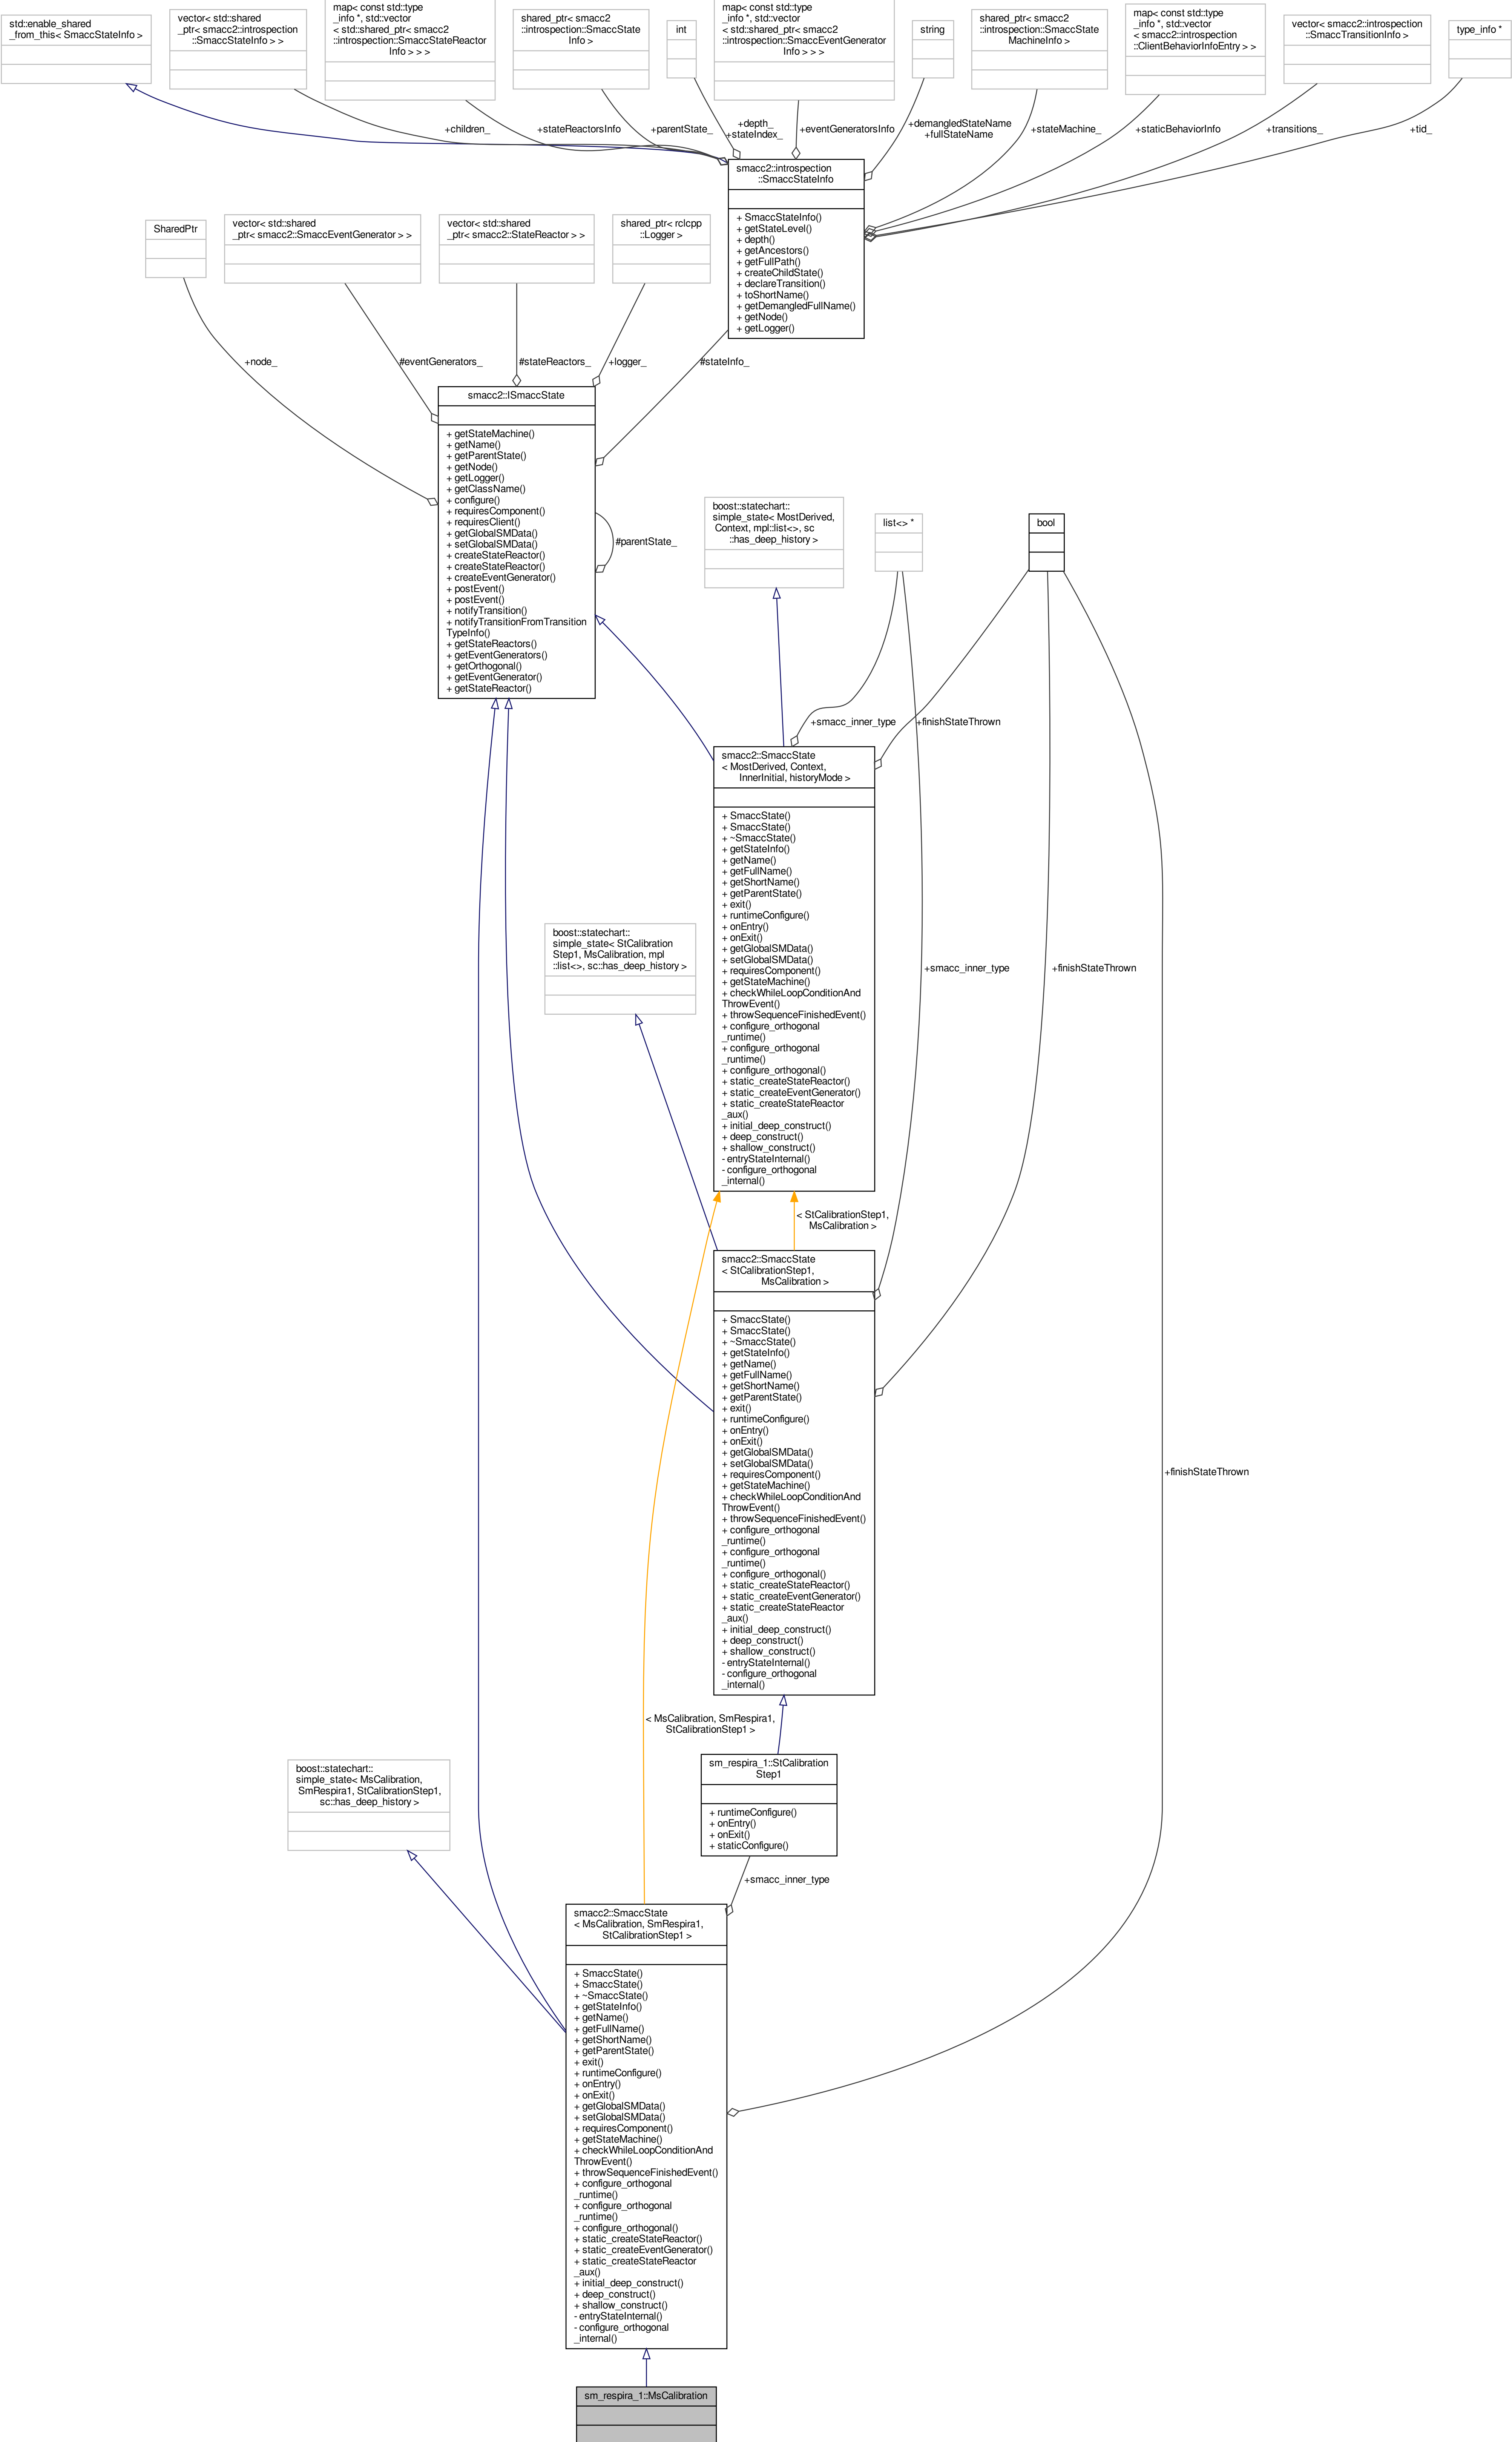 std::enable_shared
_from_this< SmaccStateInfo >
vector< std::shared
_ptr< smacc2::introspection
::SmaccStateInfo > >
map< const std::type
_info *, std::vector
< std::shared_ptr< smacc2
::introspection::SmaccStateReactor
Info > > >
shared_ptr< smacc2
::introspection::SmaccState
Info >
int
map< const std::type
_info *, std::vector
< std::shared_ptr< smacc2
::introspection::SmaccEventGenerator
Info > > >
string
shared_ptr< smacc2
::introspection::SmaccState
MachineInfo >
map< const std::type
_info *, std::vector
< smacc2::introspection
::ClientBehaviorInfoEntry > >
vector< smacc2::introspection
::SmaccTransitionInfo >
type_info *
+children_
+stateReactorsInfo
+parentState_
+depth_
+stateIndex_
+eventGeneratorsInfo
+demangledStateName
+fullStateName
+stateMachine_
+staticBehaviorInfo
+transitions_
+tid_
smacc2::introspection
::SmaccStateInfo
+ SmaccStateInfo()
+ getStateLevel()
+ depth()
+ getAncestors()
+ getFullPath()
+ createChildState()
+ declareTransition()
+ toShortName()
+ getDemangledFullName()
+ getNode()
+ getLogger()
SharedPtr
vector< std::shared
_ptr< smacc2::SmaccEventGenerator > >
vector< std::shared
_ptr< smacc2::StateReactor > >
shared_ptr< rclcpp
::Logger >
+node_
#eventGenerators_
#stateReactors_
+logger_
#stateInfo_
smacc2::ISmaccState
+ getStateMachine()
+ getName()
+ getParentState()
+ getNode()
+ getLogger()
+ getClassName()
+ configure()
+ requiresComponent()
+ requiresClient()
+ getGlobalSMData()
+ setGlobalSMData()
+ createStateReactor()
+ createStateReactor()
+ createEventGenerator()
+ postEvent()
+ postEvent()
+ notifyTransition()
+ notifyTransitionFromTransition
TypeInfo()
+ getStateReactors()
+ getEventGenerators()
+ getOrthogonal()
+ getEventGenerator()
+ getStateReactor()
#parentState_
boost::statechart::
simple_state< MostDerived,
Context, mpl::list<>, sc
::has_deep_history >
list<> *
bool
+smacc_inner_type
+finishStateThrown
smacc2::SmaccState
< MostDerived, Context,
InnerInitial, historyMode >
+ SmaccState()
+ SmaccState()
+ ~SmaccState()
+ getStateInfo()
+ getName()
+ getFullName()
+ getShortName()
+ getParentState()
+ exit()
+ runtimeConfigure()
+ onEntry()
+ onExit()
+ getGlobalSMData()
+ setGlobalSMData()
+ requiresComponent()
+ getStateMachine()
+ checkWhileLoopConditionAnd
ThrowEvent()
+ throwSequenceFinishedEvent()
+ configure_orthogonal
_runtime()
+ configure_orthogonal
_runtime()
+ configure_orthogonal()
+ static_createStateReactor()
+ static_createEventGenerator()
+ static_createStateReactor
_aux()
+ initial_deep_construct()
+ deep_construct()
+ shallow_construct()
- entryStateInternal()
- configure_orthogonal
_internal()
boost::statechart::
simple_state< StCalibration
Step1, MsCalibration, mpl
::list<>, sc::has_deep_history >
+smacc_inner_type
+finishStateThrown
< StCalibrationStep1,
MsCalibration >
smacc2::SmaccState
< StCalibrationStep1,
MsCalibration >
+ SmaccState()
+ SmaccState()
+ ~SmaccState()
+ getStateInfo()
+ getName()
+ getFullName()
+ getShortName()
+ getParentState()
+ exit()
+ runtimeConfigure()
+ onEntry()
+ onExit()
+ getGlobalSMData()
+ setGlobalSMData()
+ requiresComponent()
+ getStateMachine()
+ checkWhileLoopConditionAnd
ThrowEvent()
+ throwSequenceFinishedEvent()
+ configure_orthogonal
_runtime()
+ configure_orthogonal
_runtime()
+ configure_orthogonal()
+ static_createStateReactor()
+ static_createEventGenerator()
+ static_createStateReactor
_aux()
+ initial_deep_construct()
+ deep_construct()
+ shallow_construct()
- entryStateInternal()
- configure_orthogonal
_internal()
+finishStateThrown
< MsCalibration, SmRespira1,
StCalibrationStep1 >
boost::statechart::
simple_state< MsCalibration,
SmRespira1, StCalibrationStep1,
sc::has_deep_history >
sm_respira_1::StCalibration
Step1
+ runtimeConfigure()
+ onEntry()
+ onExit()
+ staticConfigure()
+smacc_inner_type
smacc2::SmaccState
< MsCalibration, SmRespira1,
StCalibrationStep1 >
+ SmaccState()
+ SmaccState()
+ ~SmaccState()
+ getStateInfo()
+ getName()
+ getFullName()
+ getShortName()
+ getParentState()
+ exit()
+ runtimeConfigure()
+ onEntry()
+ onExit()
+ getGlobalSMData()
+ setGlobalSMData()
+ requiresComponent()
+ getStateMachine()
+ checkWhileLoopConditionAnd
ThrowEvent()
+ throwSequenceFinishedEvent()
+ configure_orthogonal
_runtime()
+ configure_orthogonal
_runtime()
+ configure_orthogonal()
+ static_createStateReactor()
+ static_createEventGenerator()
+ static_createStateReactor
_aux()
+ initial_deep_construct()
+ deep_construct()
+ shallow_construct()
- entryStateInternal()
- configure_orthogonal
_internal()
sm_respira_1::MsCalibration